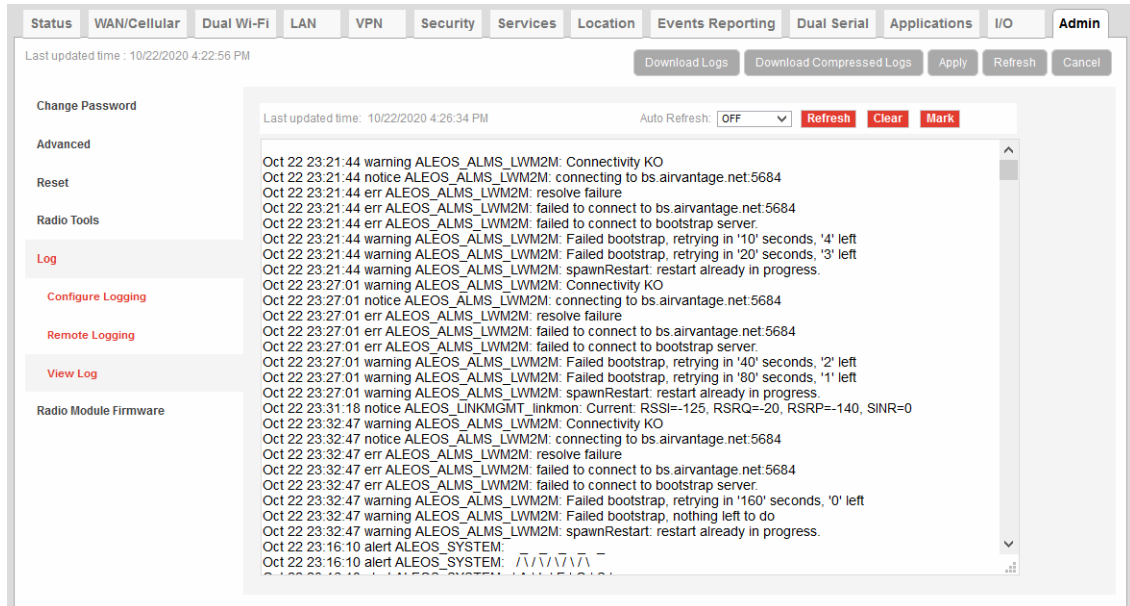 Status WAN/Cellular Dual Wi-Fi LAN VPN Security Services Location Events Reporting Dual Serial Applications I/O Admin
Last updated time : 10/22/2020 4:22:56 PM
Download Logs Download Compressed Logs Apply Refresh Cancel
Change Password
Advanced
Reset
Radio Tools
Log
Configure Logging
Remote Logging
View Log
Radio Module Firmware
Last updated time: 10/22/2020 4:26:34 PM Auto Refresh: OFF Refresh Clear Mark
Oct 22 23:21:44 warning ALEOS_ALMS_LWM2M: Connectivity KO
Oct 22 23:21:44 notice ALEOS_ALMS_LWM2M: connecting to bs.airvantage.net:5684
Oct 22 23:21:44 err ALEOS_ALMS_LWM2M: resolve failure
Oct 22 23:21:44 err ALEOS_ALMS_LWM2M: failed to connect to bs.airvantage.net:5684
Oct 22 23:21:44 err ALEOS_ALMS_LWM2M: failed to connect to bootstrap server.
Oct 22 23:21:44 warning ALEOS_ALMS_LWM2M: Failed bootstrap, retrying in '10' seconds, '4' left
Oct 22 23:21:44 warning ALEOS_ALMS_LWM2M: Failed bootstrap, retrying in '20' seconds, '3' left
Oct 22 23:21:44 warning ALEOS_ALMS_LWM2M: spawnRestart: restart already in progress.
Oct 22 23:27:01 warning ALEOS_ALMS_LWM2M: Connectivity KO
Oct 22 23:27:01 notice ALEOS_ALMS_LWM2M: connecting to bs.airvantage.net:5684
Oct 22 23:27:01 err ALEOS_ALMS_LWM2M: resolve failure
Oct 22 23:27:01 err ALEOS_ALMS_LWM2M: failed to connect to bs.airvantage.net:5684
Oct 22 23:27:01 err ALEOS_ALMS_LWM2M: failed to connect to bootstrap server.
Oct 22 23:27:01 warning ALEOS_ALMS_LWM2M: Failed bootstrap, retrying in '40' seconds, '2' left
Oct 22 23:27:01 warning ALEOS_ALMS_LWM2M: Failed bootstrap, retrying in '80' seconds, '1' left
Oct 22 23:27:01 warning ALEOS_ALMS_LWM2M: spawnRestart: restart already in progress.
Oct 22 23:31:18 notice ALEOS_LINKMGMT_linkmon: Current: RSSI=-125, RSRQ=-20, RSRP=-140, SINR=0
Oct 22 23:32:47 warning ALEOS_ALMS_LWM2M: Connectivity KO
Oct 22 23:32:47 notice ALEOS_ALMS_LWM2M: connecting to bs.airvantage.net:5684
Oct 22 23:32:47 err ALEOS_ALMS_LWM2M: resolve failure
Oct 22 23:32:47 err ALEOS_ALMS_LWM2M: failed to connect to bs.airvantage.net:5684
Oct 22 23:32:47 err ALEOS_ALMS_LWM2M: failed to connect to bootstrap server.
Oct 22 23:32:47 warning ALEOS_ALMS_LWM2M: Failed bootstrap, retrying in '160' seconds, '0' left
Oct 22 23:32:47 warning ALEOS_ALMS_LWM2M: Failed bootstrap, nothing left to do
Oct 22 23:32:47 warning ALEOS_ALMS_LWM2M: spawnRestart: restart already in progress.
Oct 22 23:16:10 alert ALEOS_SYSTEM: _ _ _ _ _
Oct 22 23:16:10 alert ALEOS_SYSTEM: / \ / \ / \ / \ / \